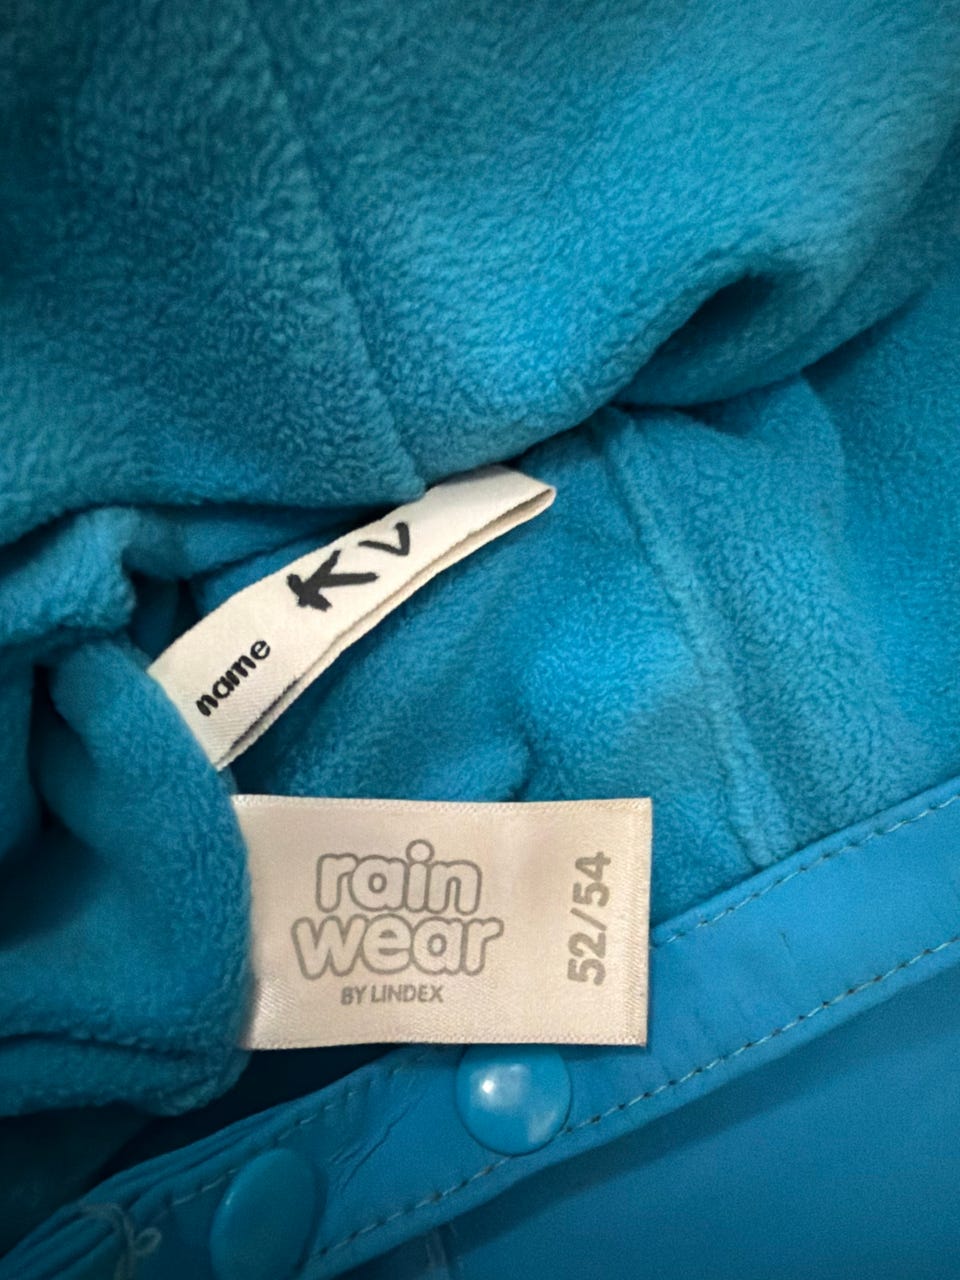 name KV
rain
wear
BY LINDEX
52/54